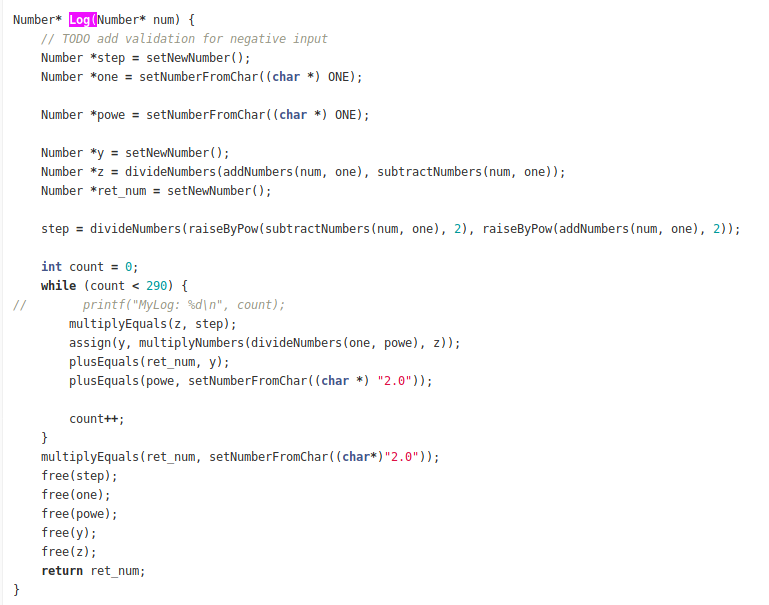 Number* Log(Number* num) {
    // TODO add validation for negative input
    Number *step = setNewNumber();
    Number *one = setNumberFromChar((char *) ONE);

    Number *powe = setNumberFromChar((char *) ONE);

    Number *y = setNewNumber();
    Number *z = divideNumbers(addNumbers(num, one), subtractNumbers(num, one));
    Number *ret_num = setNewNumber();

    step = divideNumbers(raiseByPow(subtractNumbers(num, one), 2), raiseByPow(addNumbers(num, one), 2));

    int count = 0;
    while (count < 290) {
//        printf("MyLog: %d\n", count);
        multiplyEquals(z, step);
        assign(y, multiplyNumbers(divideNumbers(one, powe), z));
        plusEquals(ret_num, y);
        plusEquals(powe, setNumberFromChar((char *) "2.0"));

        count++;
    }
    multiplyEquals(ret_num, setNumberFromChar((char*)"2.0"));
    free(step);
    free(one);
    free(powe);
    free(y);
    free(z);
    return ret_num;
}